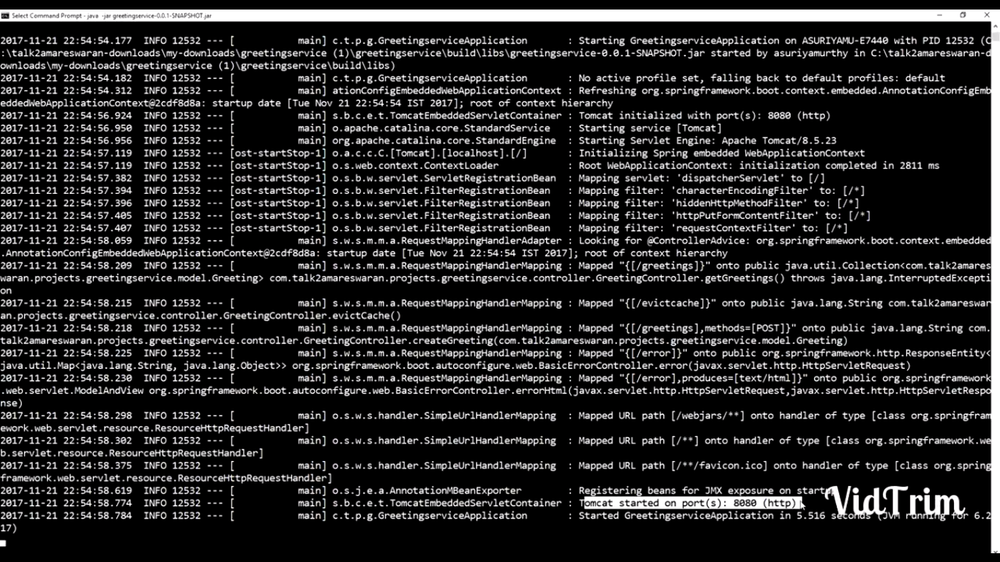 Select Command Prompt - java -jar greetingservice-0.0.1-SNAPSHOT.jar
2017-11-21 22:54:54.177  INFO 12532 --- [           main] c.t.p.g.GreetingserviceApplication       : Starting GreetingserviceApplication on ASURIYAMU-E7440 with PID 12532 (C
:\talk2amareswaran-downloads\my-downloads\greetingservice (1)\greetingservice\build\libs\greetingservice-0.0.1-SNAPSHOT.jar started by asuriyamurthy in C:\talk2amareswaran-d
ownloads\my-downloads\greetingservice (1)\greetingservice\build\libs)
2017-11-21 22:54:54.182  INFO 12532 --- [           main] c.t.p.g.GreetingserviceApplication       : No active profile set, falling back to default profiles: default
2017-11-21 22:54:54.312  INFO 12532 --- [           main] ationConfigEmbeddedWebApplicationContext : Refreshing org.springframework.boot.context.embedded.AnnotationConfigEmb
eddedWebApplicationContext@2cdf8d8a: startup date [Tue Nov 21 22:54:54 IST 2017]; root of context hierarchy
2017-11-21 22:54:56.924  INFO 12532 --- [           main] s.b.c.e.t.TomcatEmbeddedServletContainer : Tomcat initialized with port(s): 8080 (http)
2017-11-21 22:54:56.950  INFO 12532 --- [           main] o.apache.catalina.core.StandardService   : Starting service [Tomcat]
2017-11-21 22:54:56.956  INFO 12532 --- [           main] org.apache.catalina.core.StandardEngine  : Starting Servlet Engine: Apache Tomcat/8.5.23
2017-11-21 22:54:57.119  INFO 12532 --- [ost-startStop-1] o.a.c.c.C.[Tomcat].[localhost].[/]       : Initializing Spring embedded WebApplicationContext
2017-11-21 22:54:57.119  INFO 12532 --- [ost-startStop-1] o.s.web.context.ContextLoader            : Root WebApplicationContext: initialization completed in 2811 ms
2017-11-21 22:54:57.382  INFO 12532 --- [ost-startStop-1] o.s.b.w.servlet.ServletRegistrationBean  : Mapping servlet: 'dispatcherServlet' to [/]
2017-11-21 22:54:57.394  INFO 12532 --- [ost-startStop-1] o.s.b.w.servlet.FilterRegistrationBean   : Mapping filter: 'characterEncodingFilter' to: [/*]
2017-11-21 22:54:57.396  INFO 12532 --- [ost-startStop-1] o.s.b.w.servlet.FilterRegistrationBean   : Mapping filter: 'hiddenHttpMethodFilter' to: [/*]
2017-11-21 22:54:57.405  INFO 12532 --- [ost-startStop-1] o.s.b.w.servlet.FilterRegistrationBean   : Mapping filter: 'httpPutFormContentFilter' to: [/*]
2017-11-21 22:54:57.407  INFO 12532 --- [ost-startStop-1] o.s.b.w.servlet.FilterRegistrationBean   : Mapping filter: 'requestContextFilter' to: [/*]
2017-11-21 22:54:58.059  INFO 12532 --- [           main] s.w.s.m.m.a.RequestMappingHandlerAdapter : Looking for @ControllerAdvice: org.springframework.boot.context.embedded
.AnnotationConfigEmbeddedWebApplicationContext@2cdf8d8a: startup date [Tue Nov 21 22:54:54 IST 2017]; root of context hierarchy
2017-11-21 22:54:58.209  INFO 12532 --- [           main] s.w.s.m.m.a.RequestMappingHandlerMapping : Mapped "{[/greetings]}" onto public java.util.Collection<com.talk2amares
waran.projects.greetingservice.model.Greeting> com.talk2amareswaran.projects.greetingservice.controller.GreetingController.getGreetings() throws java.lang.InterruptedExcepti
on
2017-11-21 22:54:58.215  INFO 12532 --- [           main] s.w.s.m.m.a.RequestMappingHandlerMapping : Mapped "{[/evictcache]}" onto public java.lang.String com.talk2amareswar
an.projects.greetingservice.controller.GreetingController.evictCache()
2017-11-21 22:54:58.218  INFO 12532 --- [           main] s.w.s.m.m.a.RequestMappingHandlerMapping : Mapped "{[/greetings],methods=[POST]}" onto public java.lang.String com.
talk2amareswaran.projects.greetingservice.controller.GreetingController.createGreeting(com.talk2amareswaran.projects.greetingservice.model.Greeting)
2017-11-21 22:54:58.225  INFO 12532 --- [           main] s.w.s.m.m.a.RequestMappingHandlerMapping : Mapped "{[/error]}" onto public org.springframework.http.ResponseEntity<
java.util.Map<java.lang.String, java.lang.Object>> org.springframework.boot.autoconfigure.web.BasicErrorController.error(javax.servlet.http.HttpServletRequest)
2017-11-21 22:54:58.230  INFO 12532 --- [           main] s.w.s.m.m.a.RequestMappingHandlerMapping : Mapped "{[/error],produces=[text/html]}" onto public org.springframework
.web.servlet.ModelAndView org.springframework.boot.autoconfigure.web.BasicErrorController.errorHtml(javax.servlet.http.HttpServletRequest,javax.servlet.http.HttpServletRespo
nse)
2017-11-21 22:54:58.298  INFO 12532 --- [           main] o.s.w.s.handler.SimpleUrlHandlerMapping  : Mapped URL path [/webjars/**] onto handler of type [class org.springfram
ework.web.servlet.resource.ResourceHttpRequestHandler]
2017-11-21 22:54:58.302  INFO 12532 --- [           main] o.s.w.s.handler.SimpleUrlHandlerMapping  : Mapped URL path [/**] onto handler of type [class org.springframework.we
b.servlet.resource.ResourceHttpRequestHandler]
2017-11-21 22:54:58.375  INFO 12532 --- [           main] o.s.w.s.handler.SimpleUrlHandlerMapping  : Mapped URL path [/**/favicon.ico] onto handler of type [class org.spring
framework.web.servlet.resource.ResourceHttpRequestHandler]
2017-11-21 22:54:58.619  INFO 12532 --- [           main] o.s.j.e.a.AnnotationMBeanExporter        : Registering beans for JMX exposure on startu
2017-11-21 22:54:58.774  INFO 12532 --- [           main] s.b.c.e.t.TomcatEmbeddedServletContainer : Tomcat started on port(s): 8080 (http)
VidTrim
2017-11-21 22:54:58.784  INFO 12532 --- [           main] c.t.p.g.GreetingserviceApplication       : Started GreetingserviceApplication in 5.516 seconds (JVM running for 6.2
17)